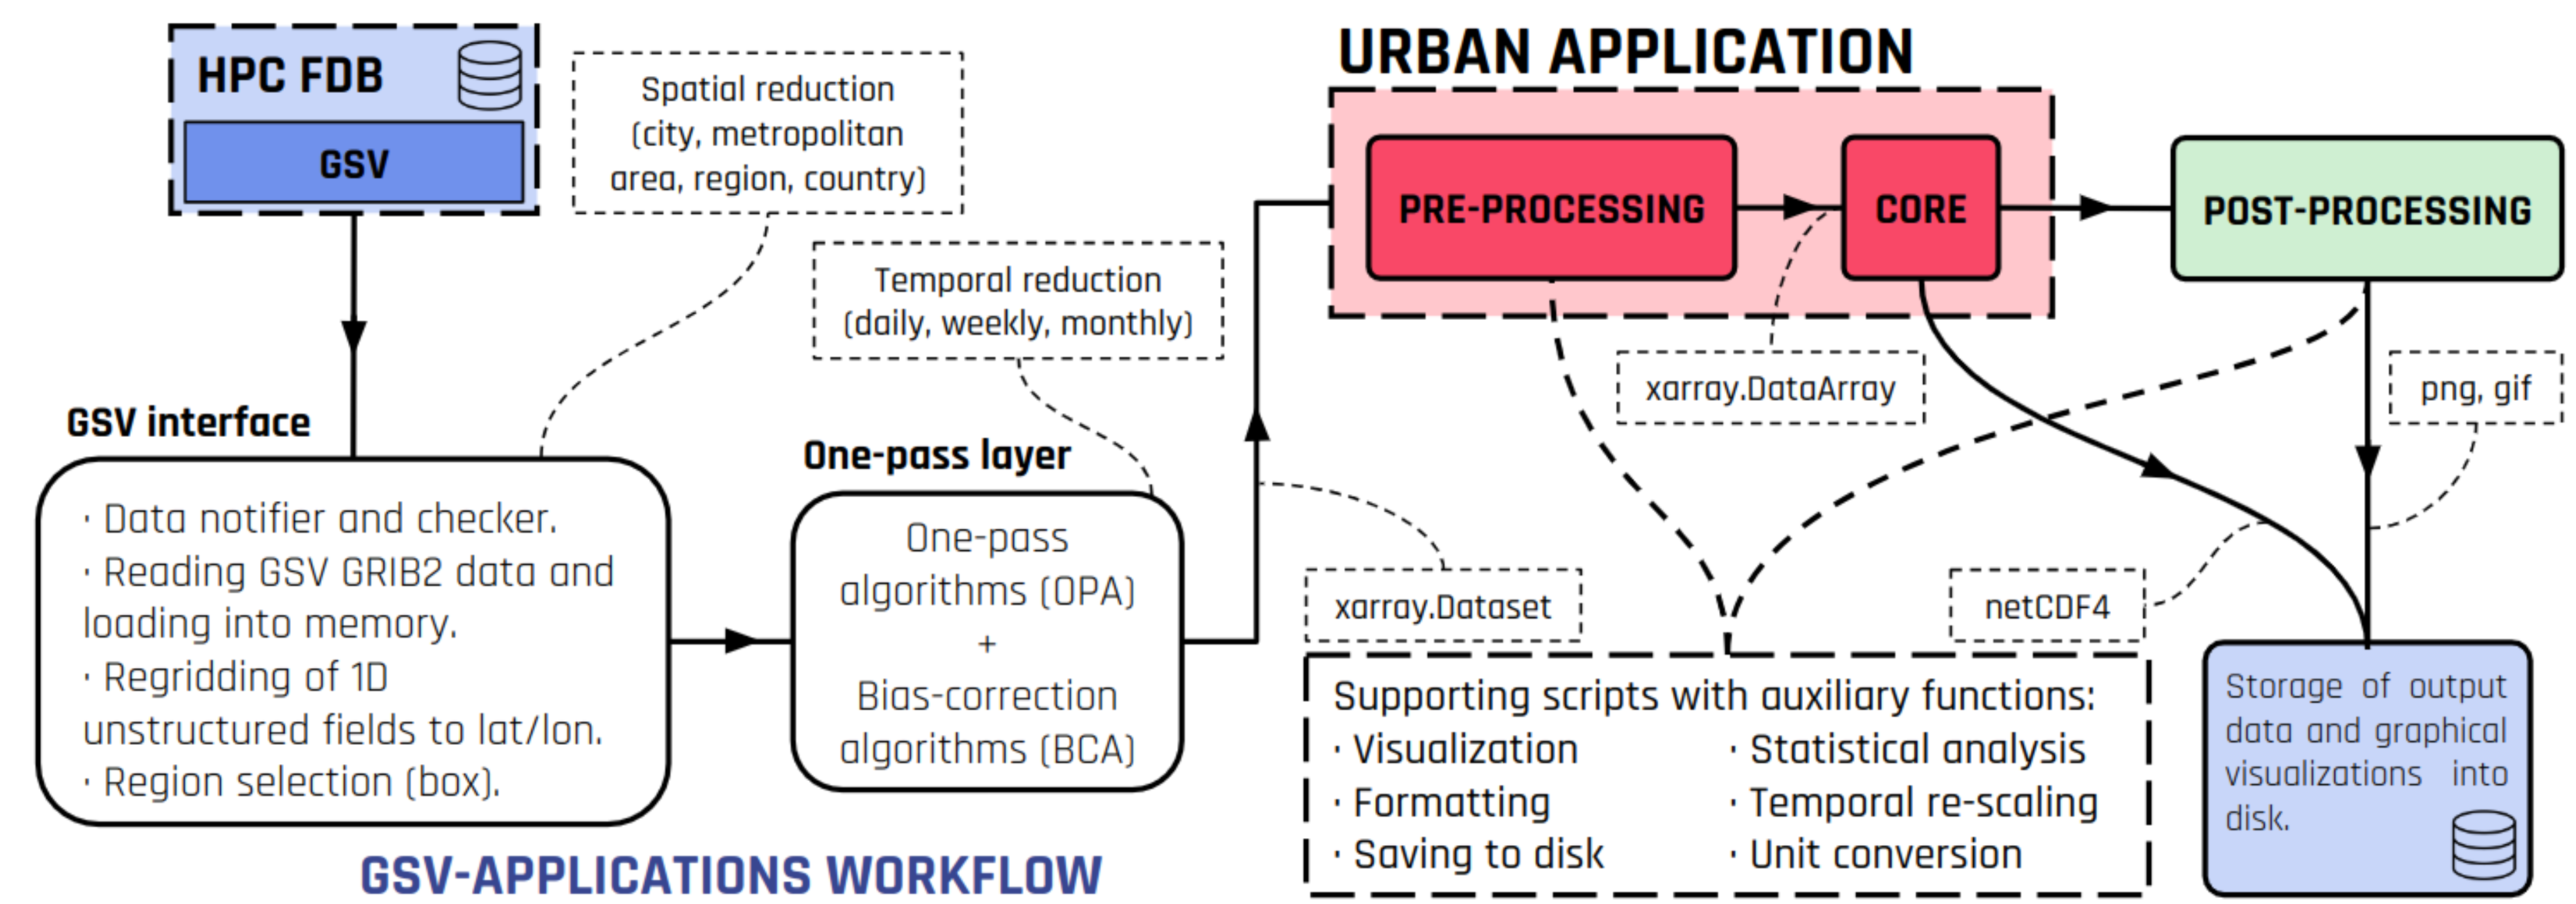 HPC FDB
GSV
Spatial reduction
(city, metropolitan
area, region, country)
Temporal reduction
(daily, weekly, monthly)
GSV interface
· Data notifier and checker.
· Reading GSV GRIB2 data and
loading into memory.
· Regridding of 1D
unstructured fields to lat/lon.
· Region selection (box).
One-pass layer
One-pass
algorithms (OPA)
+
Bias-correction
algorithms (BCA)
GSV-APPLICATIONS WORKFLOW
URBAN APPLICATION
PRE-PROCESSING
CORE
POST-PROCESSING
xarray.DataArray
png, gif
xarray.Dataset
netCDF4
Supporting scripts with auxiliary functions:
· Visualization
· Formatting
· Saving to disk
· Statistical analysis
· Temporal re-scaling
· Unit conversion
Storage of output
data and graphical
visualizations into
disk.